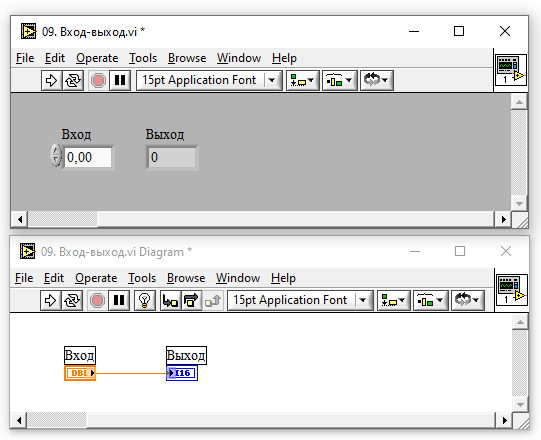 09. Вход-выход.vi *
File Edit Operate Tools Browse Window Help
15pt Application Font
1
Вход Выход
0,00 0
09. Вход-выход.vi Diagram *
File Edit Operate Tools Browse Window Help
15pt Application Font
1
Вход Выход
DBL I16